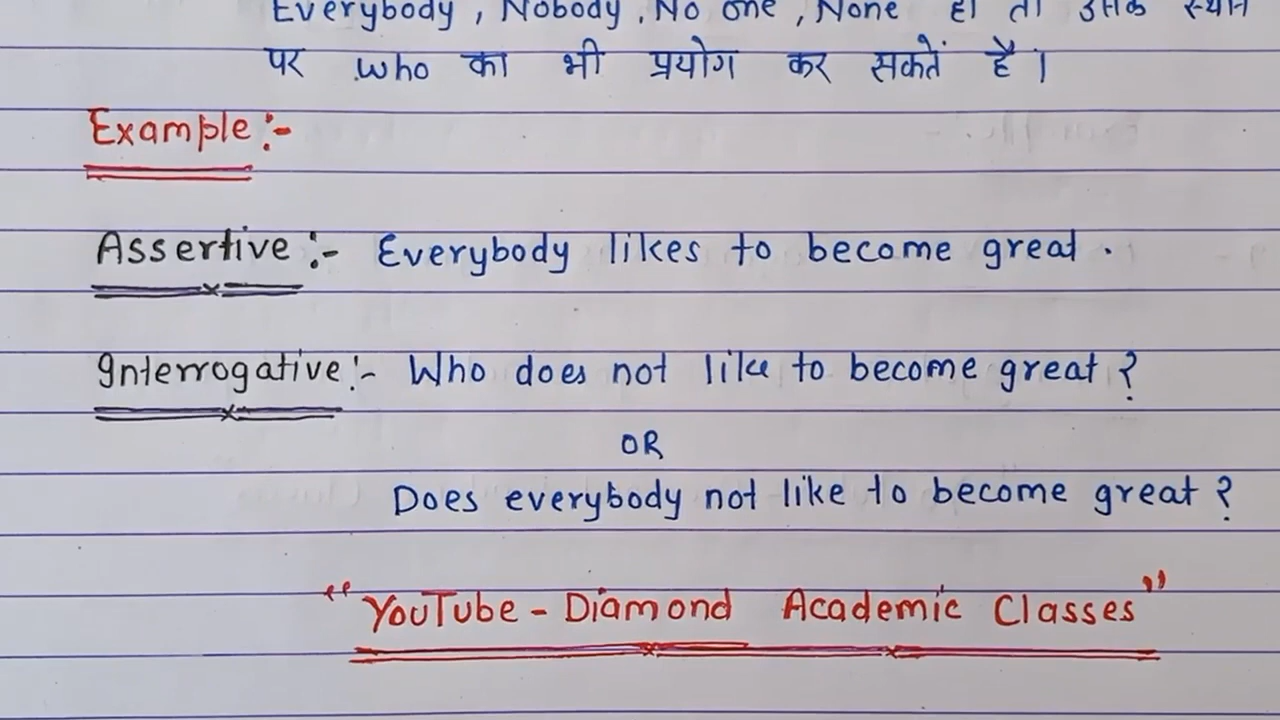 Everybody, Nobody, No one, None हो तो उसके स्थान
पर who का भी प्रयोग कर सकतें है।
Example:-
Assertive:- Everybody likes to become great.
Interrogative:- Who does not like to become great?
OR
Does everybody not like to become great?
"YouTube - Diamond Academic Classes"